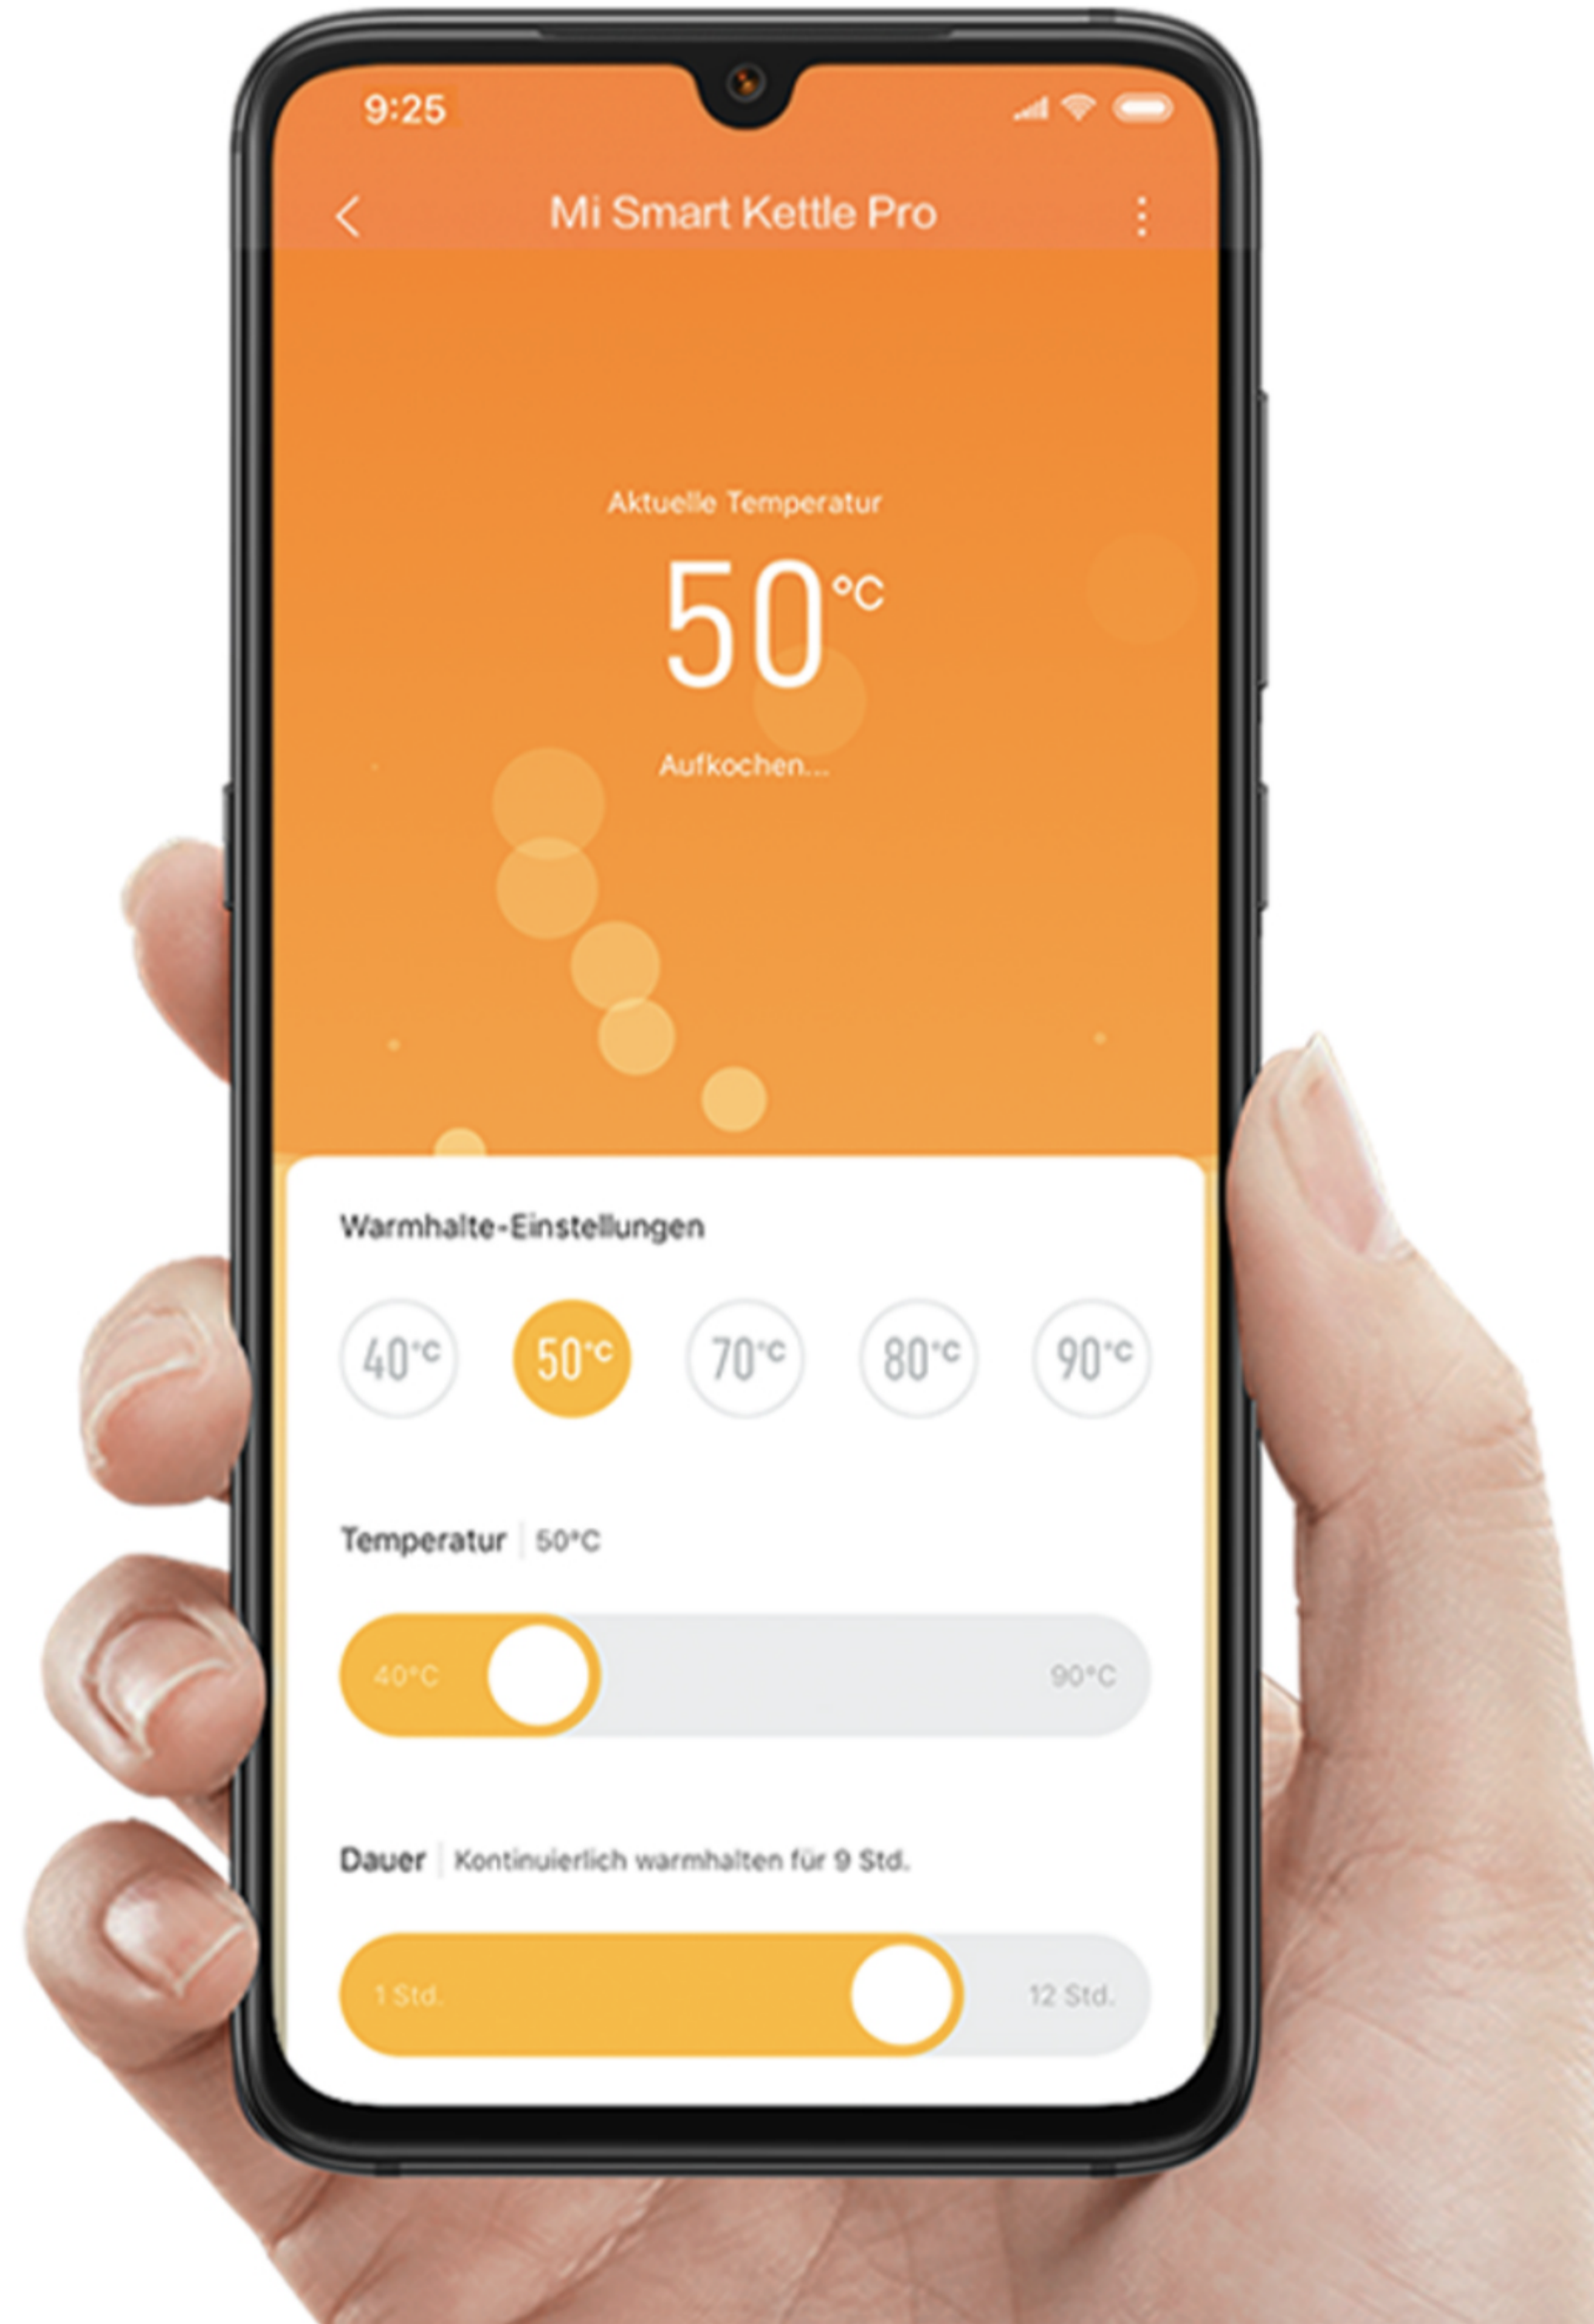 9:25
Mi Smart Kettle Pro
Aktuelle Temperatur
50°C
Aufkochen...
Warmhalte-Einstellungen
40°C 50°C 70°C 80°C 90°C
Temperatur | 50°C
40°C 90°C
Dauer | Kontinuierlich warmhalten für 9 Std.
1 Std. 12 Std.